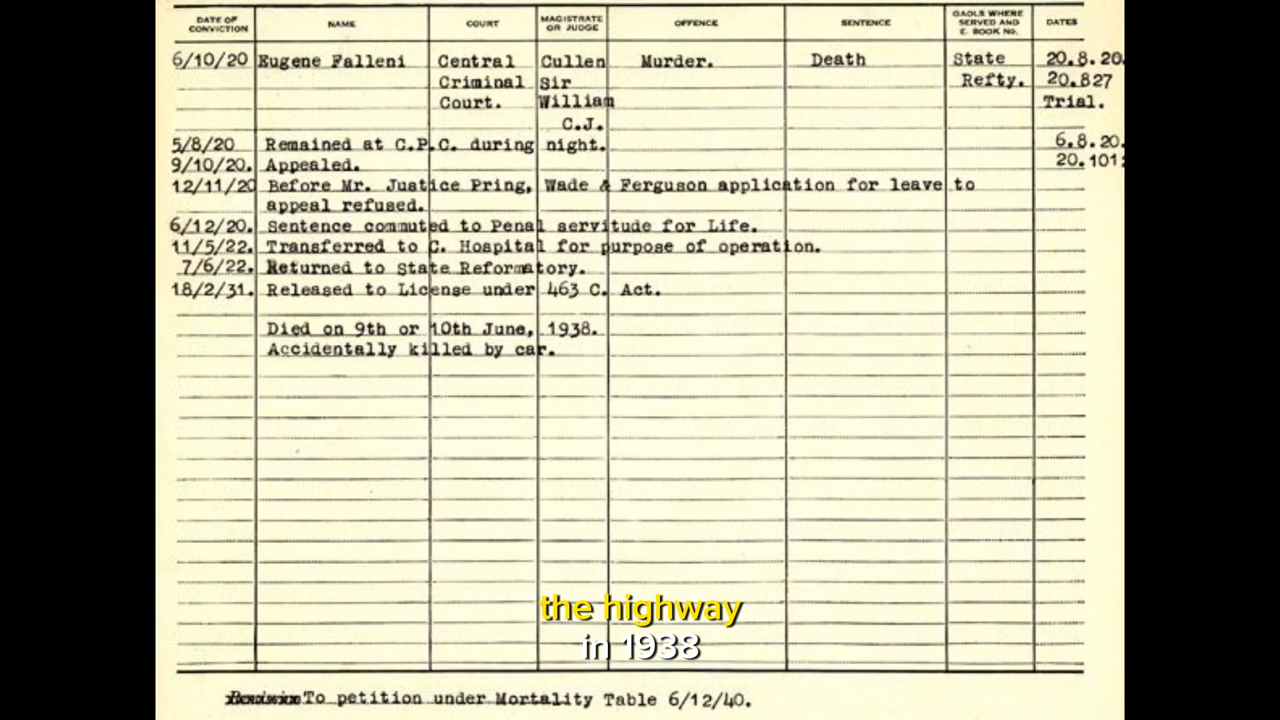 DATE OF CONVICTION NAME COURT MAGISTRATE OR JUDGE OFFENCE SENTENCE GAOLS WHERE SERVED AND E. BOOK No. DATES
6/10/20 Eugene Falleni Central Cullen Murder. Death State 20.8.20.
Criminal Sir Refty. 20.827
Court. William Trial.
C.J.
5/8/20 Remained at C.P.C. during night. 6.8.20.
9/10/20. Appealed. 20.101
12/11/20 Before Mr. Justice Pring, Wade & Ferguson application for leave to
appeal refused.
6/12/20. Sentence commuted to Penal servitude for Life.
11/5/22. Transferred to C. Hospital for purpose of operation.
7/6/22. Returned to State Reformatory.
18/2/31. Released to License under 463 C. Act.
Died on 9th or 10th June, 1938.
Accidentally killed by car.
the highway
in 1938
To petition under Mortality Table 6/12/40.